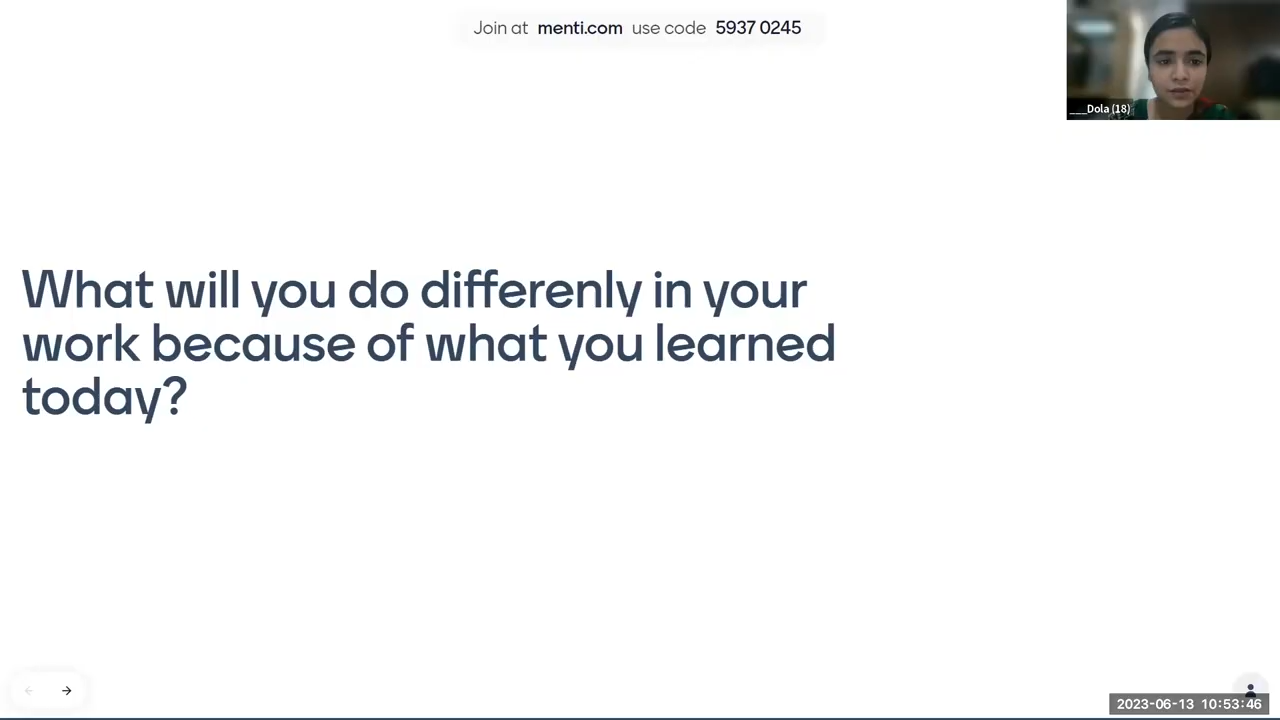 Join at menti.com use code 5937 0245
___Dola (18)
What will you do differenly in your
work because of what you learned
today?
2023-06-13 10:53:46